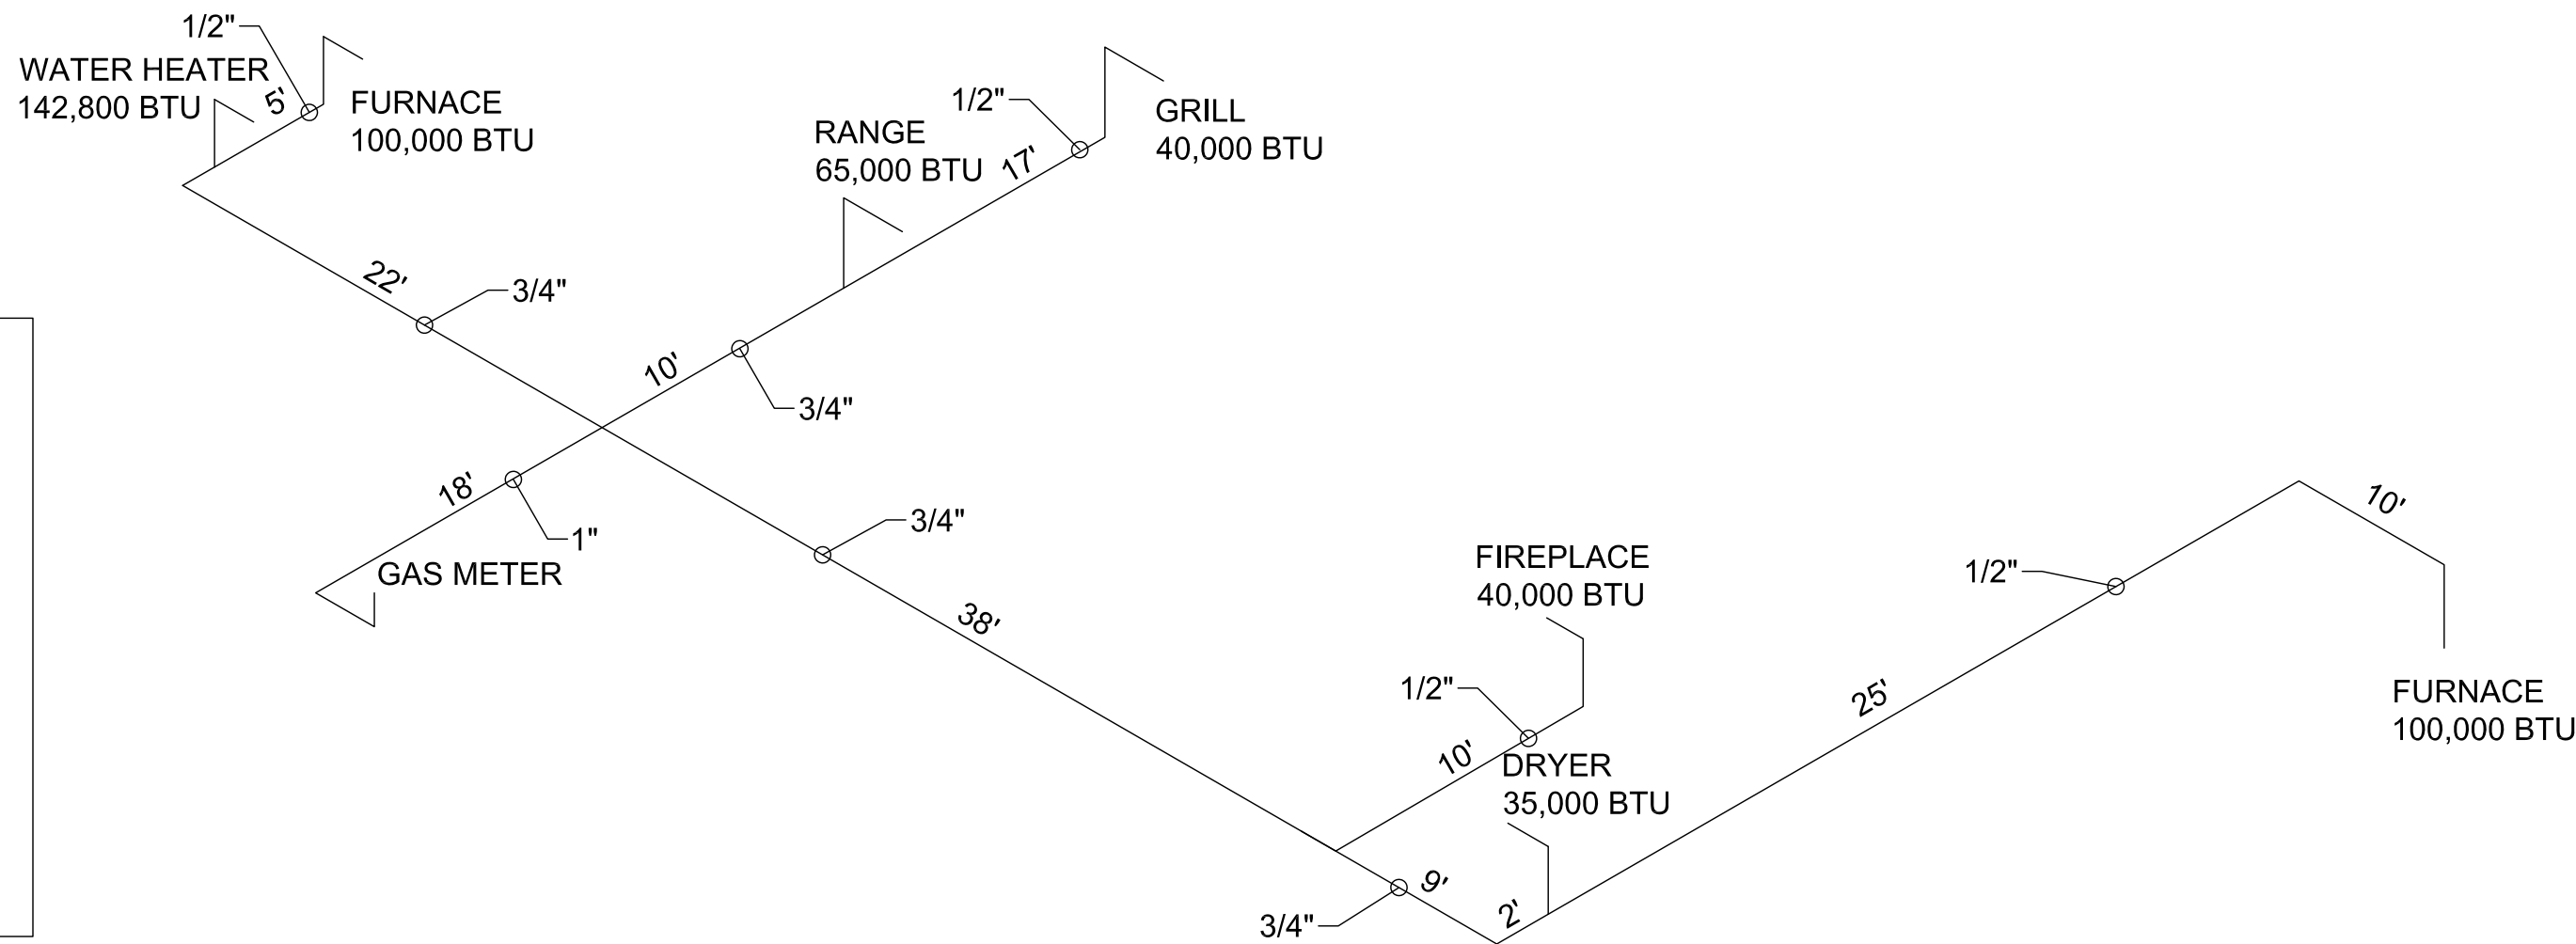 1/2"
WATER HEATER
142,800 BTU
5'
FURNACE
100,000 BTU
1/2"
GRILL
40,000 BTU
RANGE
65,000 BTU
17'
22'
3/4"
10'
3/4"
18'
1"
GAS METER
3/4"
38'
FIREPLACE
40,000 BTU
1/2"
10'
DRYER
35,000 BTU
1/2"
10'
25'
FURNACE
100,000 BTU
9'
2'
3/4"